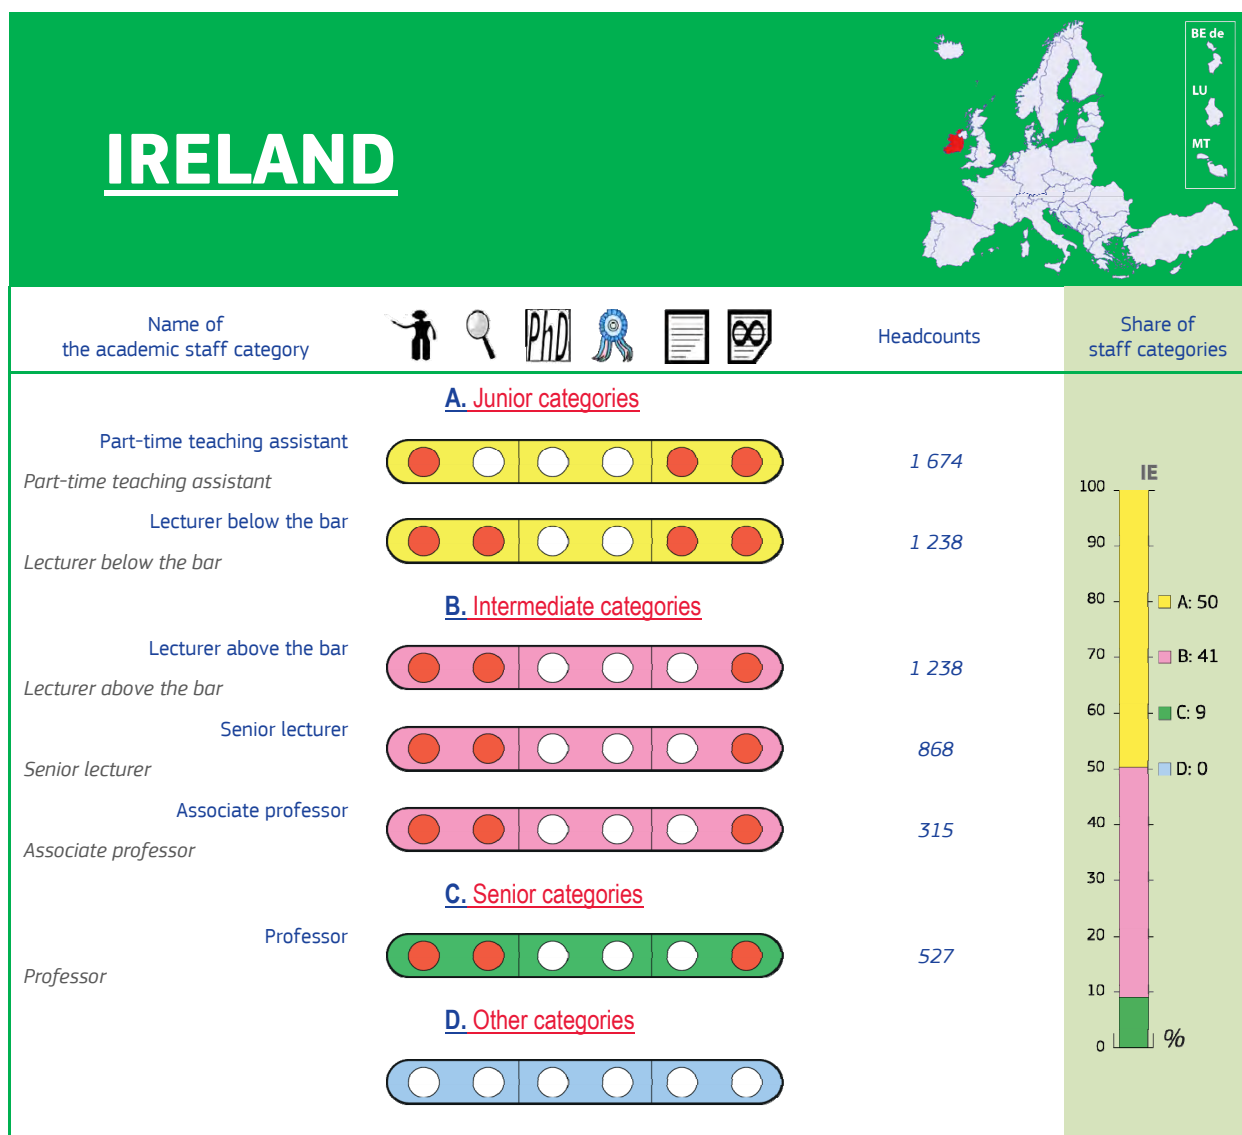 BE de
LU
MT
IRELAND
Name of
the academic staff category
PhD
Headcounts
Share of
staff categories
A. Junior categories
Part-time teaching assistant
Part-time teaching assistant
1 674
Lecturer below the bar
Lecturer below the bar
1 238
B. Intermediate categories
Lecturer above the bar
Lecturer above the bar
1 238
Senior lecturer
Senior lecturer
868
Associate professor
Associate professor
315
C. Senior categories
Professor
Professor
527
D. Other categories
IE
100
90
80
70
60
50
40
30
20
10
0
%
A: 50
B: 41
C: 9
D: 0